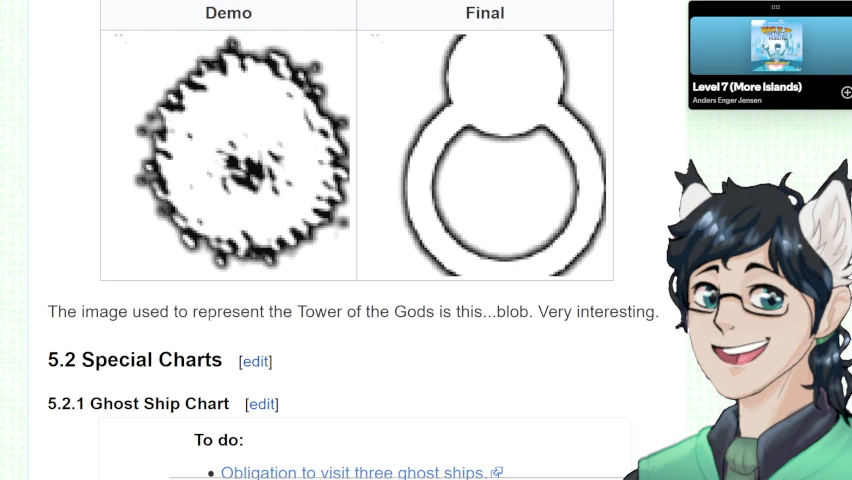 Demo
Final
Level 7 (More Islands)
Anders Enger Jensen
The image used to represent the Tower of the Gods is this...blob. Very interesting.
5.2 Special Charts [edit]
5.2.1 Ghost Ship Chart [edit]
To do:
• Obligation to visit three ghost ships.